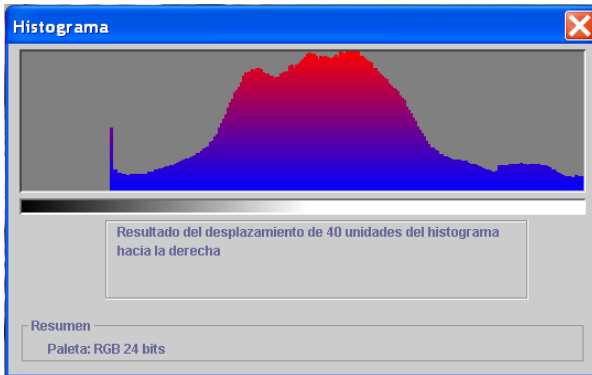 Histograma
Resultado del desplazamiento de 40 unidades del histograma
hacia la derecha
Resumen
Paleta: RGB 24 bits